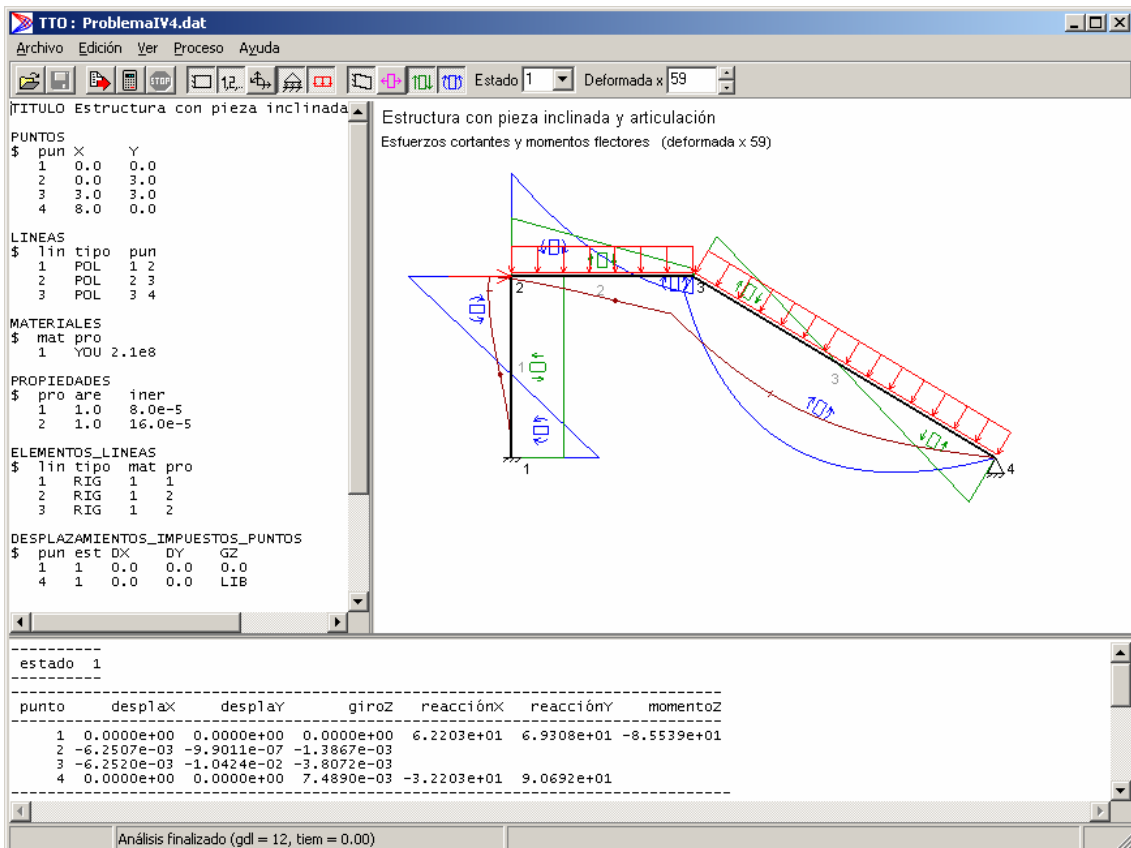 TTO : ProblemaIV4.dat
Archivo Edición Ver Proceso Ayuda
1,2,.. STOP Estado 1 Deformada x 59
TITULO Estructura con pieza inclinada
PUNTOS
$ pun X Y
1 0.0 0.0
2 0.0 3.0
3 3.0 3.0
4 8.0 0.0
LINEAS
$ lin tipo pun
1 POL 1 2
2 POL 2 3
3 POL 3 4
MATERIALES
$ mat pro
1 YOU 2.1e8
PROPIEDADES
$ pro are iner
1 1.0 8.0e-5
2 1.0 16.0e-5
ELEMENTOS_LINEAS
$ lin tipo mat pro
1 RIG 1 1
2 RIG 1 2
3 RIG 1 2
DESPLAZAMIENTOS_IMPUESTOS_PUNTOS
$ pun est DX DY GZ
1 1 0.0 0.0 0.0
4 1 0.0 0.0 LIB
Estructura con pieza inclinada y articulación
Esfuerzos cortantes y momentos flectores (deformada x 59)
2
2
3
1
3
1
4
----------
estado 1
----------
punto desplaX desplaY giroZ reacciónX reacciónY momentoZ
1 0.0000e+00 0.0000e+00 0.0000e+00 6.2203e+01 6.9308e+01 -8.5539e+01
2 -6.2507e-03 -9.9011e-07 -1.3867e-03
3 -6.2520e-03 -1.0424e-02 -3.8072e-03
4 0.0000e+00 0.0000e+00 7.4890e-03 -3.2203e+01 9.0692e+01
Análisis finalizado (gdl = 12, tiem = 0.00)